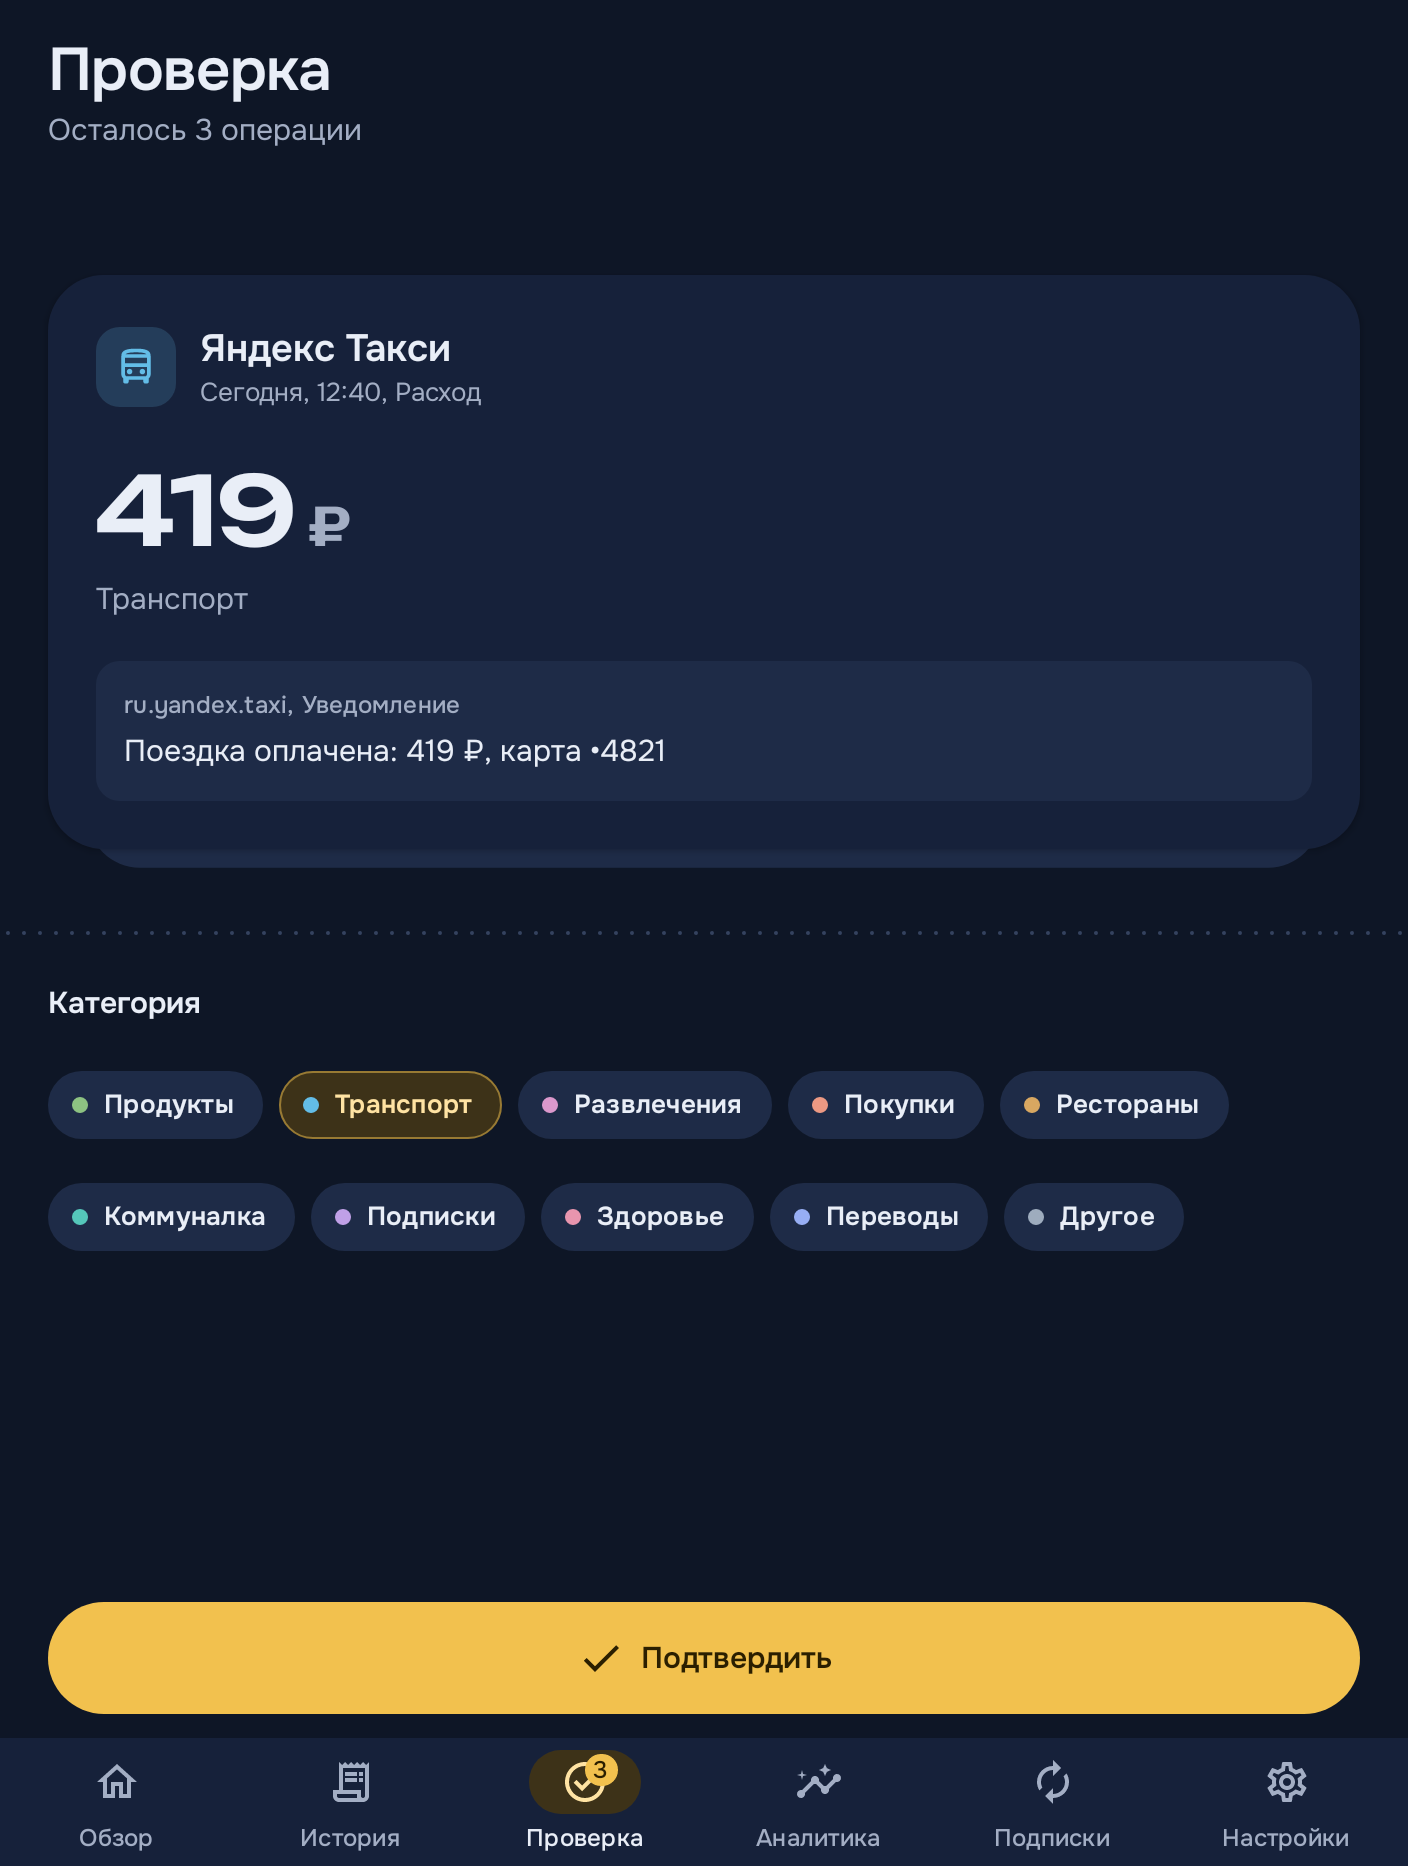 Проверка
Осталось 3 операции
Яндекс Такси
Сегодня, 12:40, Расход
419 ₽
Транспорт
ru.yandex.taxi, Уведомление
Поездка оплачена: 419 ₽, карта •4821
Категория
Продукты Транспорт Развлечения Покупки Рестораны
Коммуналка Подписки Здоровье Переводы Другое
Подтвердить
3
Обзор История Проверка Аналитика Подписки Настройки